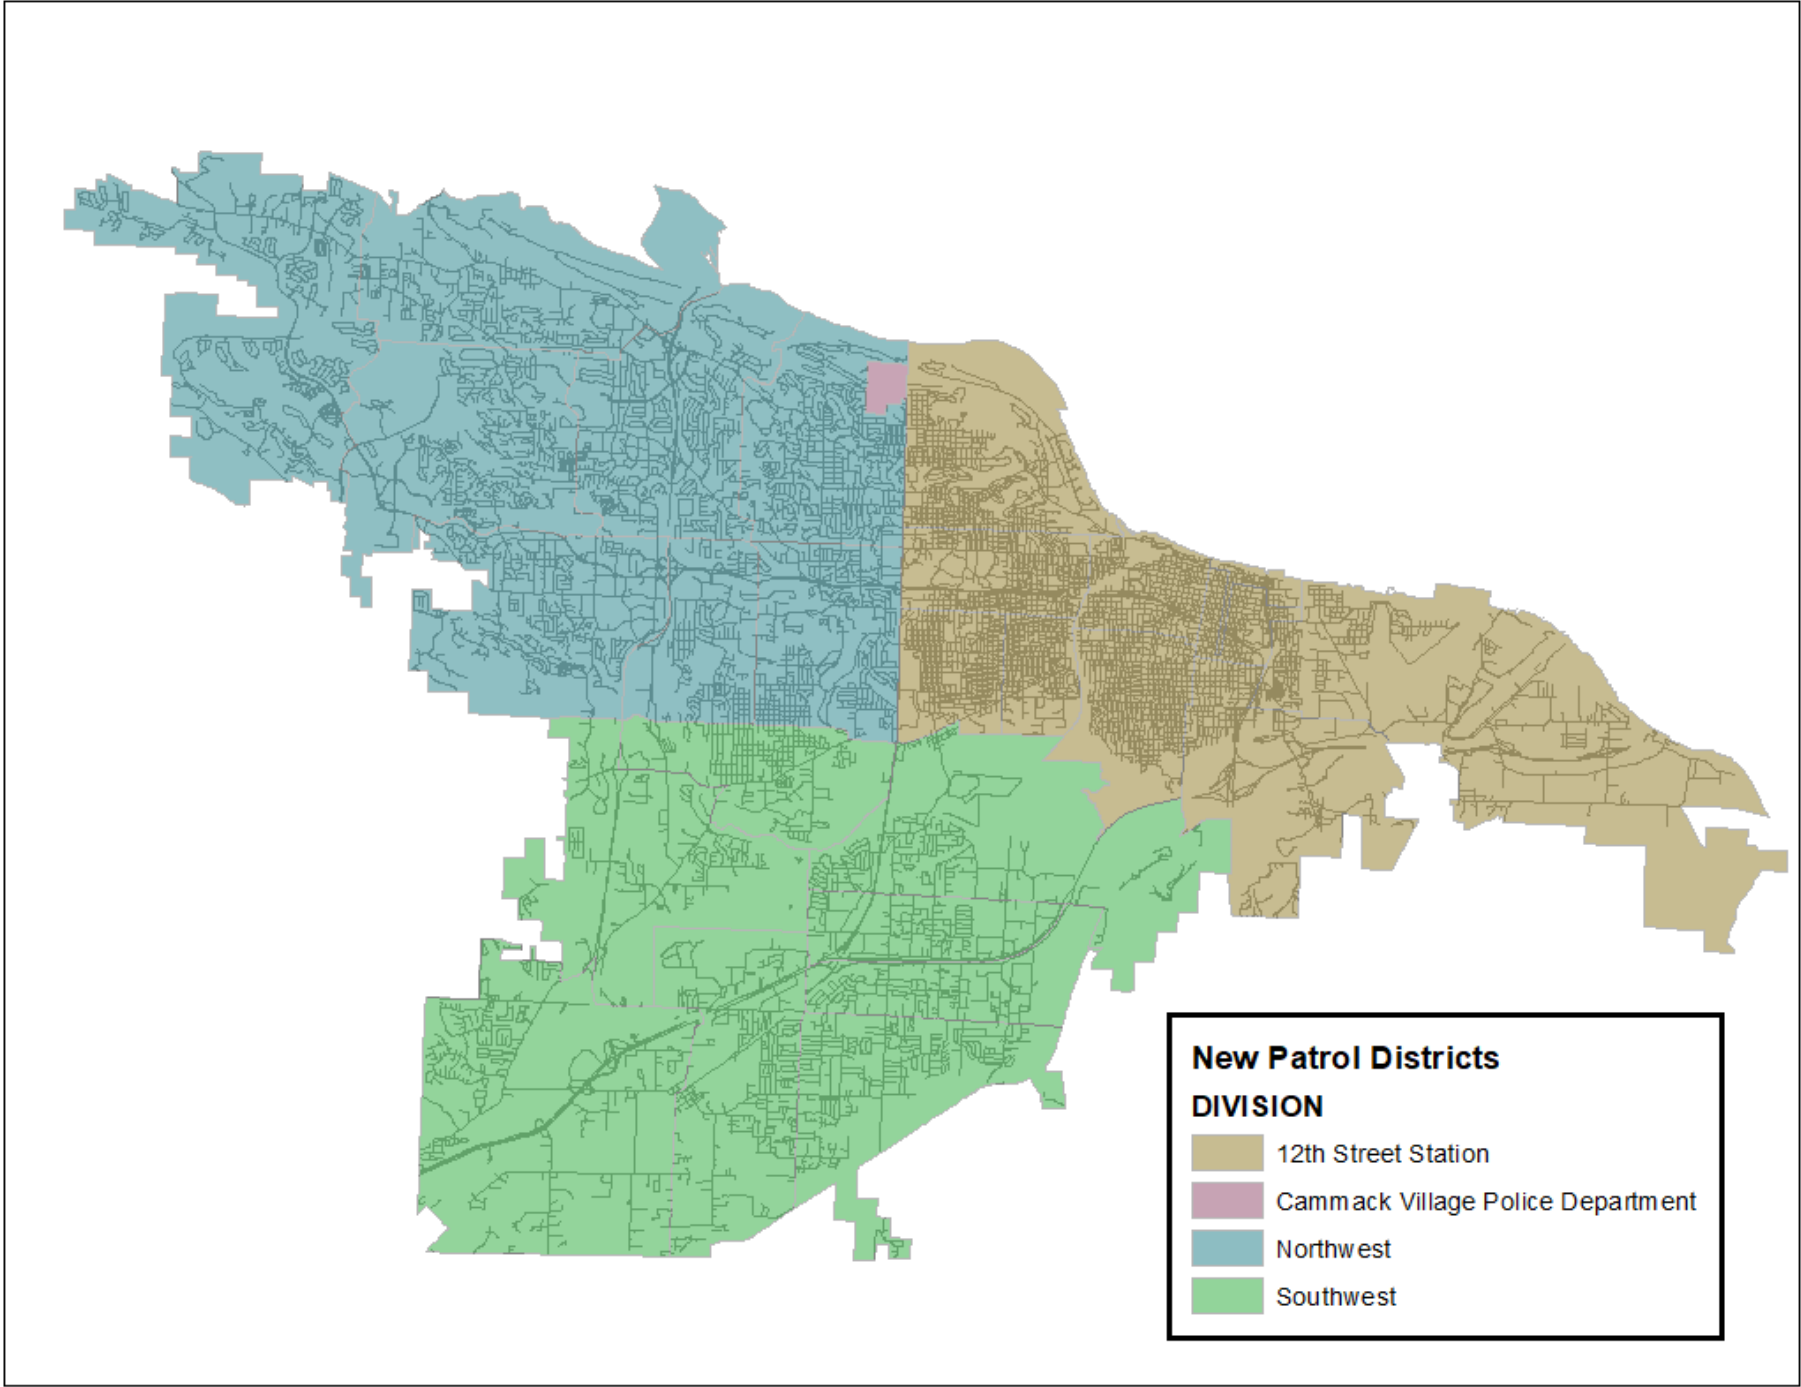 New Patrol Districts
DIVISION
12th Street Station
Cammack Village Police Department
Northwest
Southwest